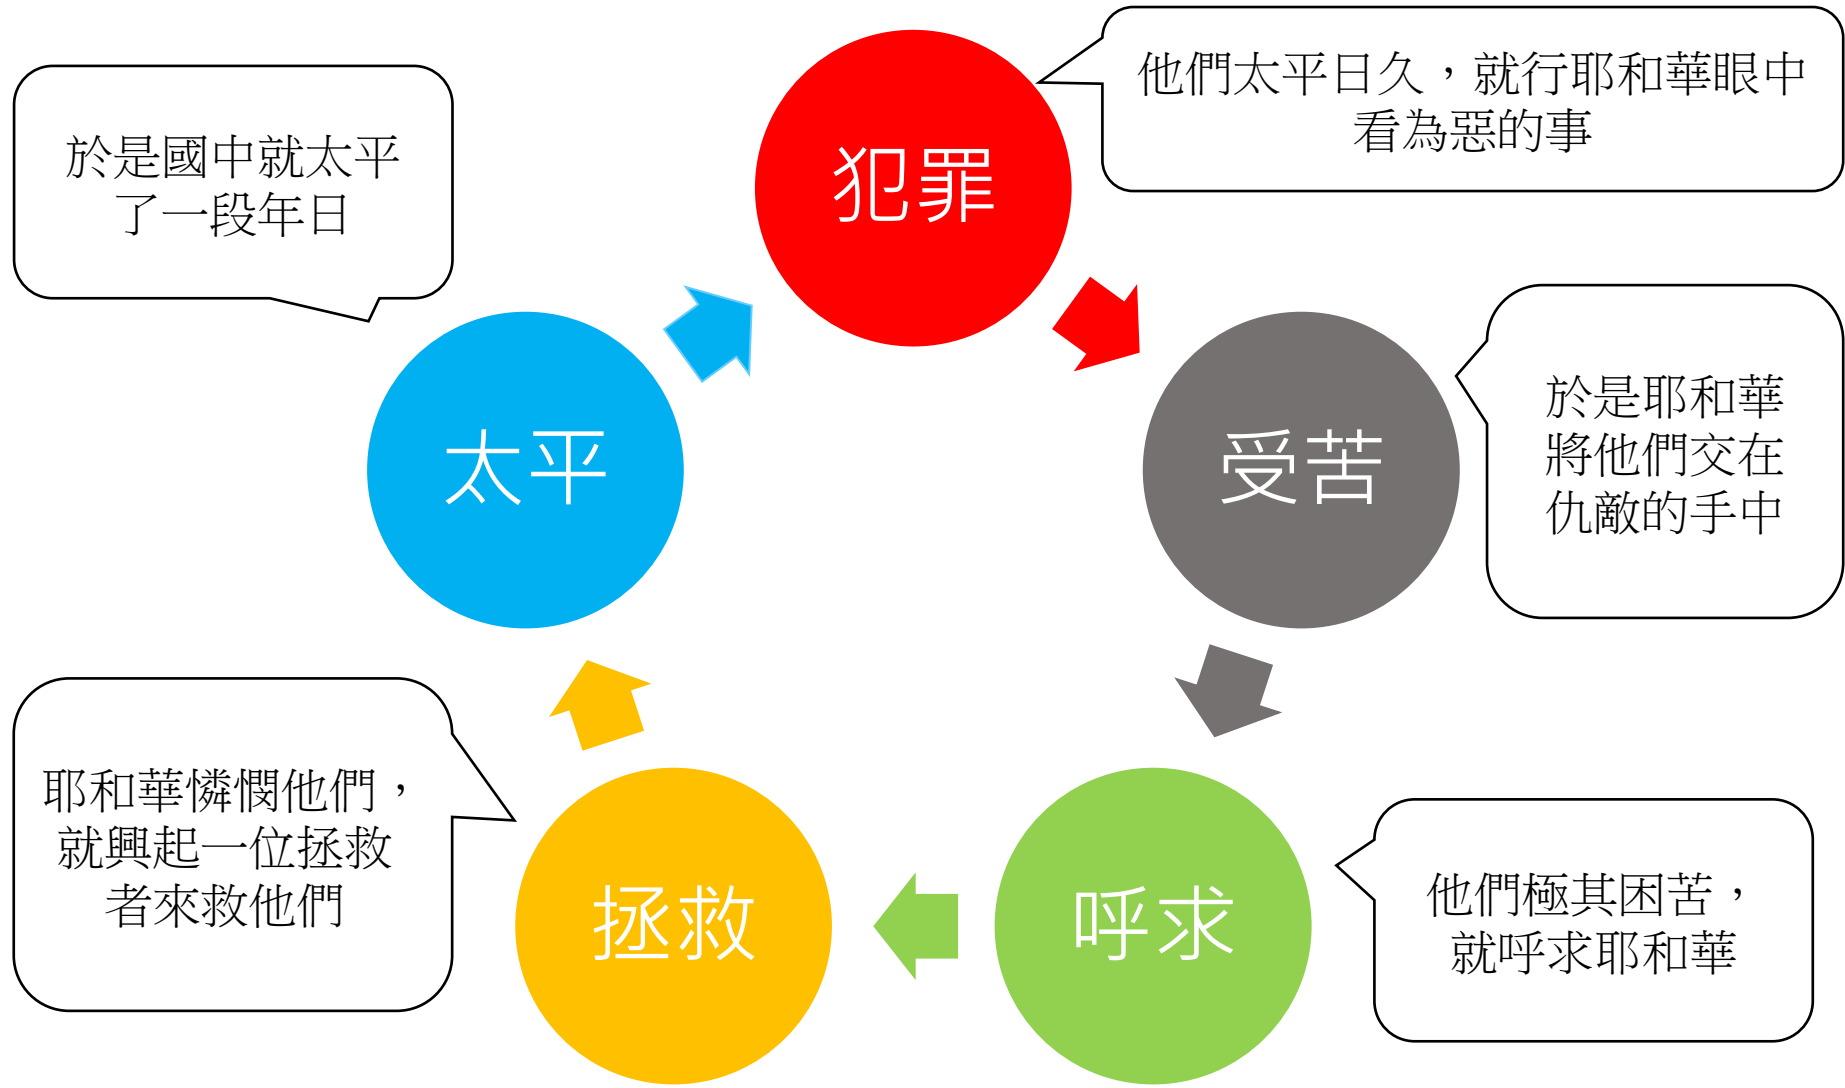 犯罪
他們太平日久，就行耶和華眼中
看為惡的事
受苦
於是耶和華
將他們交在
仇敵的手中
呼求
他們極其困苦，
就呼求耶和華
拯救
耶和華憐憫他們，
就興起一位拯救
者來救他們
太平
於是國中就太平
了一段年日